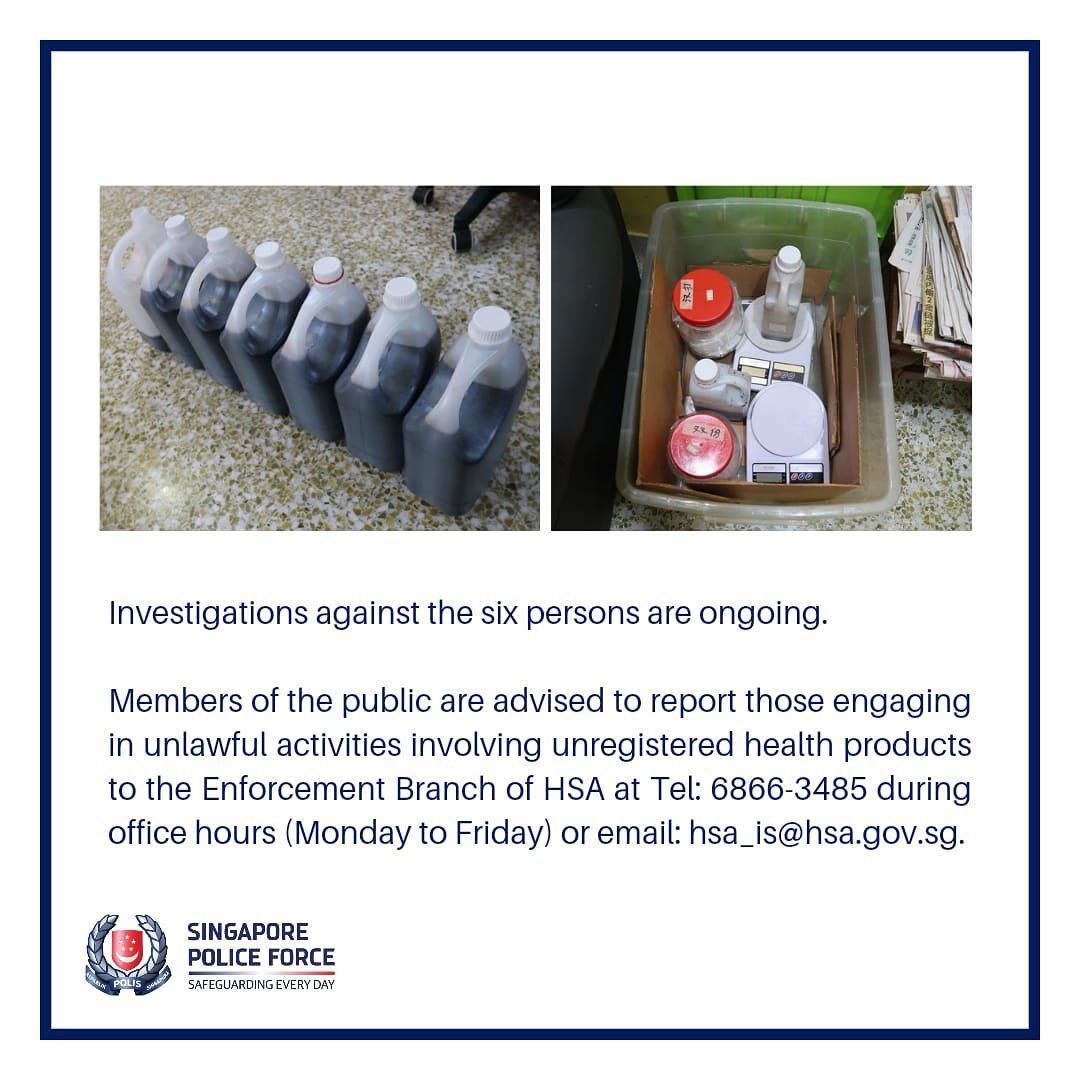 Investigations against the six persons are ongoing.
Members of the public are advised to report those engaging
in unlawful activities involving unregistered health products
to the Enforcement Branch of HSA at Tel: 6866-3485 during
office hours (Monday to Friday) or email: hsa_is@hsa.gov.sg.
SINGAPORE
POLICE FORCE
SAFEGUARDING EVERY DAY
POLIS